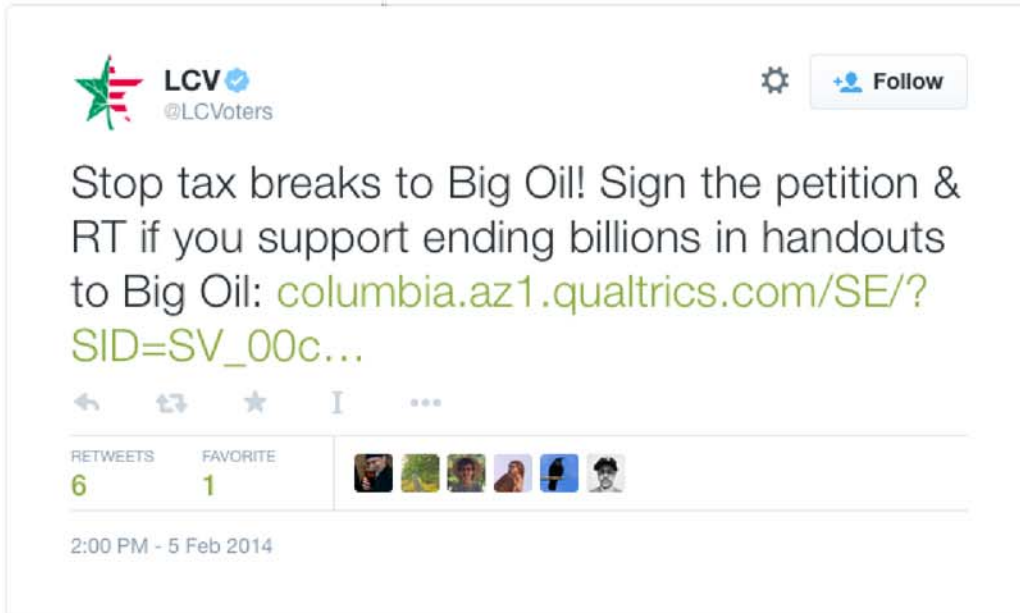 LCV
@LCVoters
Follow
Stop tax breaks to Big Oil! Sign the petition &
RT if you support ending billions in handouts
to Big Oil: columbia.az1.qualtrics.com/SE/?
SID=SV_00c...
RETWEETS FAVORITE
6 1
2:00 PM - 5 Feb 2014